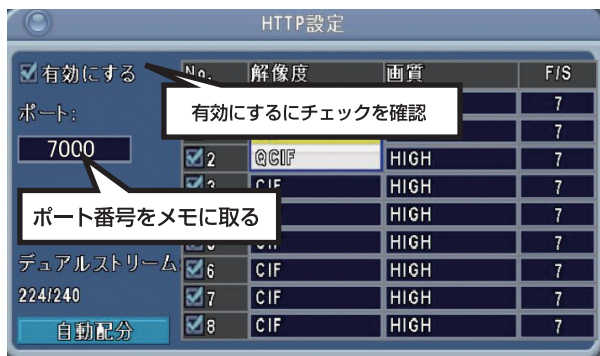 HTTP設定
有効にする No. 解像度 画質 F/S
有効にするにチェックを確認
ポート:
7
7
7000
2 QCIF HIGH 7
3 CIF HIGH 7
ポート番号をメモに取る
HIGH 7
HIGH 7
デュアルストリーム
6 CIF HIGH 7
224/240
7 CIF HIGH 7
自動配分
8 CIF HIGH 7